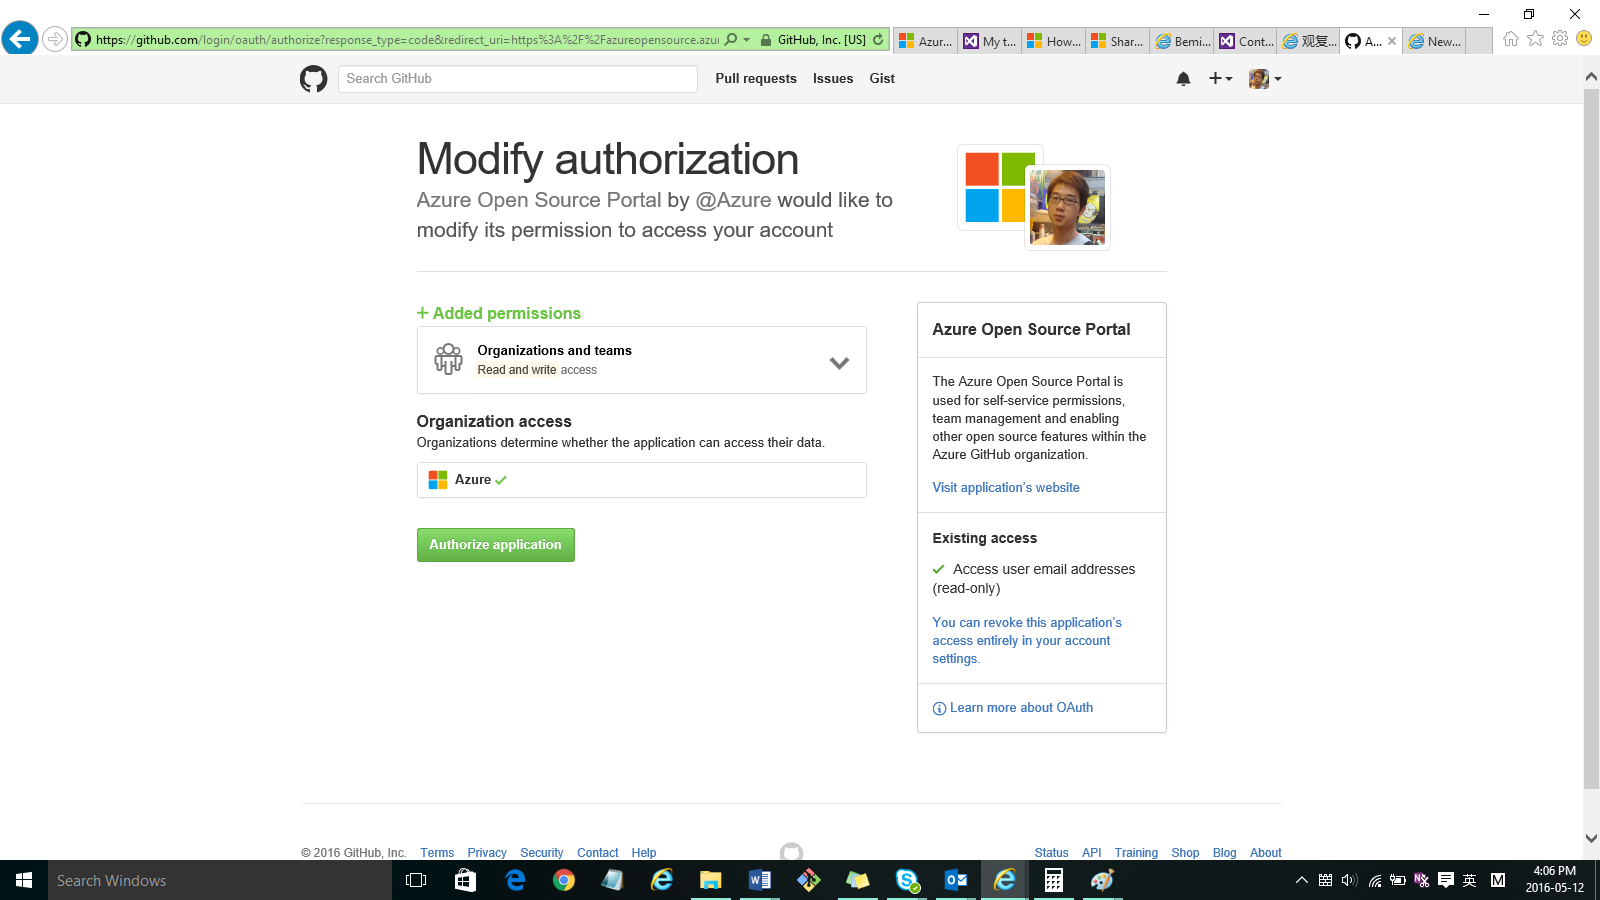 https://github.com/login/oauth/authorize?response_type=code&redirect_uri=https%3A%2F%2Fazureopensource.azur
GitHub, Inc. [US]
Azur...
My t...
How...
Shar...
Bemi...
Cont...
观复...
A...
New...
Search GitHub
Pull requests
Issues
Gist
Modify authorization
Azure Open Source Portal by @Azure would like to
modify its permission to access your account
+ Added permissions
Organizations and teams
Read and write access
Organization access
Organizations determine whether the application can access their data.
Azure
Authorize application
Azure Open Source Portal
The Azure Open Source Portal is
used for self-service permissions,
team management and enabling
other open source features within the
Azure GitHub organization.
Visit application's website
Existing access
Access user email addresses
(read-only)
You can revoke this application's
access entirely in your account
settings.
Learn more about OAuth
© 2016 GitHub, Inc. Terms Privacy Security Contact Help
Status API Training Shop Blog About
Search Windows
英
M
4:06 PM
2016-05-12